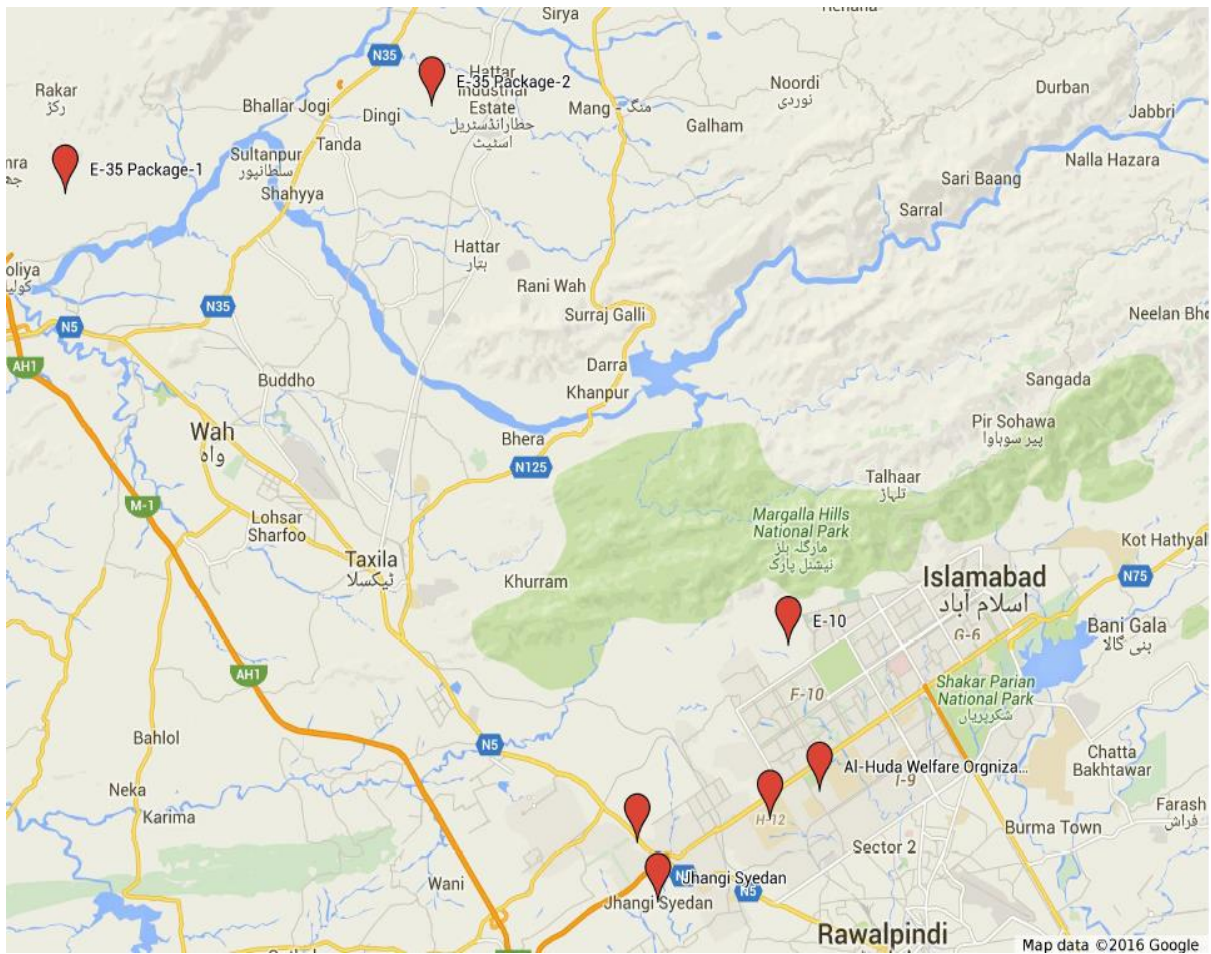 Sirya
N35
E-35 Package-2
Hattar
Industrial
Estate
حطارانڈسٹریل
اسٹیٹ
Rakar
رکڑ
Bhallar Jogi
Dingi
Mang - منگ
Noordi
نوردی
Durban
Jabbri
Galham
Tanda
Sultanpur
سلطانپور
Nalla Hazara
E-35 Package-1
Shahyya
Sari Baang
Sarral
Hattar
ہتار
Rani Wah
N35
Surraj Galli
N5
AH1
Darra
Khanpur
Buddho
Sangada
Wah
واہ
Bhera
N125
Pir Sohawa
پیر سوہاوا
Talhaar
تلہاڑ
M-1
Margalla Hills
National Park
مارگلہ ہلز
نیشنل پارک
Lohsar
Sharfoo
Taxila
ٹیکسلا
Khurram
Kot Hathyal
Islamabad
اسلام آباد
N75
E-10
G-6
Bani Gala
بنی گالا
AH1
F-10
Shakar Parian
National Park
شکرپڑیاں
Bahlol
N5
Chatta
Bakhtawar
Al-Huda Welfare Orgniza...
I-9
Neka
Karima
H-12
Farash
فراش
Burma Town
Sector 2
Wani
Jhangi Syedan
N5
Jhangi Syedan
Rawalpindi
Map data ©2016 Google